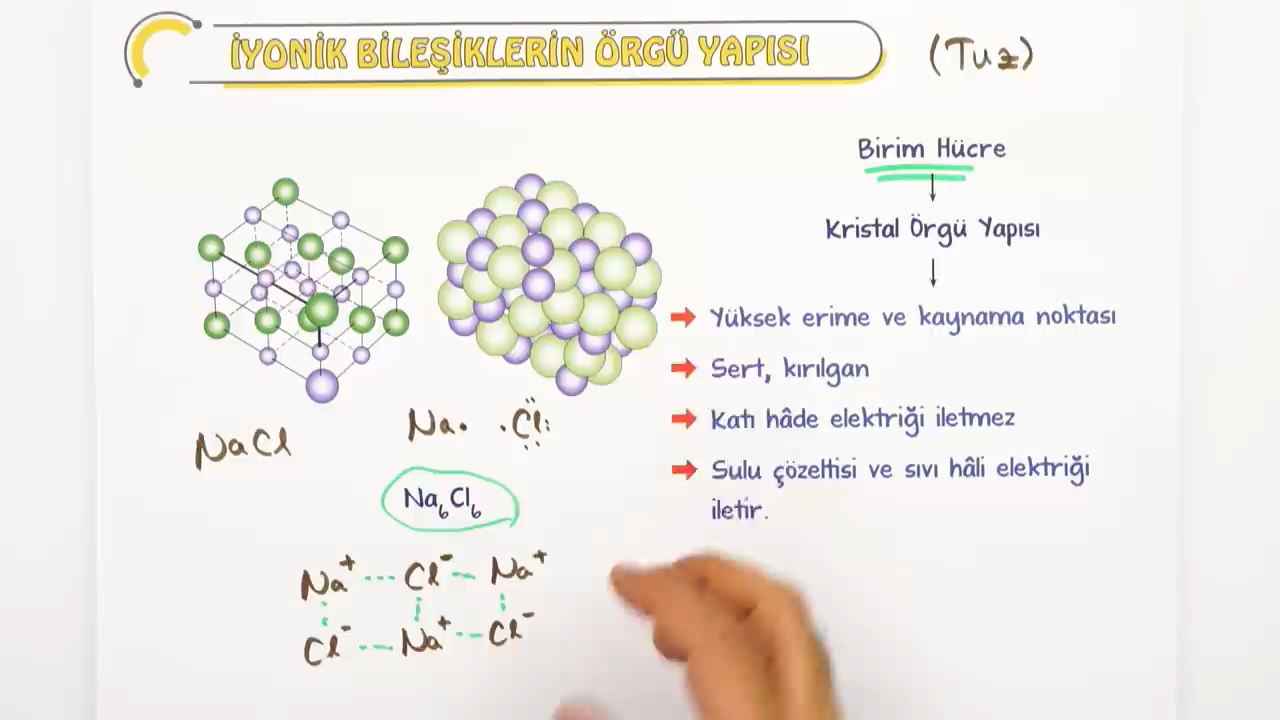 İYONİK BİLEŞİKLERİN ÖRGÜ YAPISI
(Tuz)
Birim Hücre
Kristal Örgü Yapısı
Yüksek erime ve kaynama noktası
Sert, kırılgan
Katı hâde elektriği iletmez
Sulu çözeltisi ve sıvı hâli elektriği
iletir.
NaCl
Na· ·Cl:
Na₆Cl₆
Na⁺ --- Cl⁻ -- Na⁺
Cl⁻ --- Na⁺ --- Cl⁻